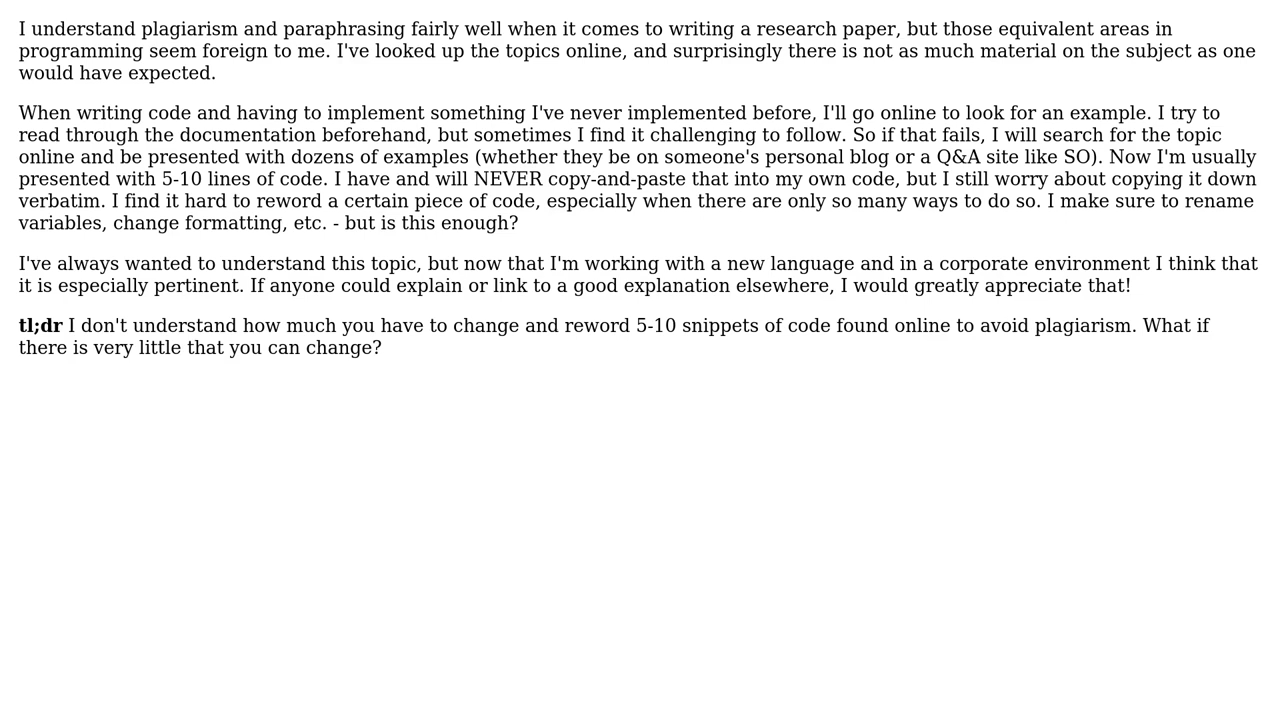 I understand plagiarism and paraphrasing fairly well when it comes to writing a research paper, but those equivalent areas in
programming seem foreign to me. I've looked up the topics online, and surprisingly there is not as much material on the subject as one
would have expected.
When writing code and having to implement something I've never implemented before, I'll go online to look for an example. I try to
read through the documentation beforehand, but sometimes I find it challenging to follow. So if that fails, I will search for the topic
online and be presented with dozens of examples (whether they be on someone's personal blog or a Q&A site like SO). Now I'm usually
presented with 5-10 lines of code. I have and will NEVER copy-and-paste that into my own code, but I still worry about copying it down
verbatim. I find it hard to reword a certain piece of code, especially when there are only so many ways to do so. I make sure to rename
variables, change formatting, etc. - but is this enough?
I've always wanted to understand this topic, but now that I'm working with a new language and in a corporate environment I think that
it is especially pertinent. If anyone could explain or link to a good explanation elsewhere, I would greatly appreciate that!
tl;dr I don't understand how much you have to change and reword 5-10 snippets of code found online to avoid plagiarism. What if
there is very little that you can change?